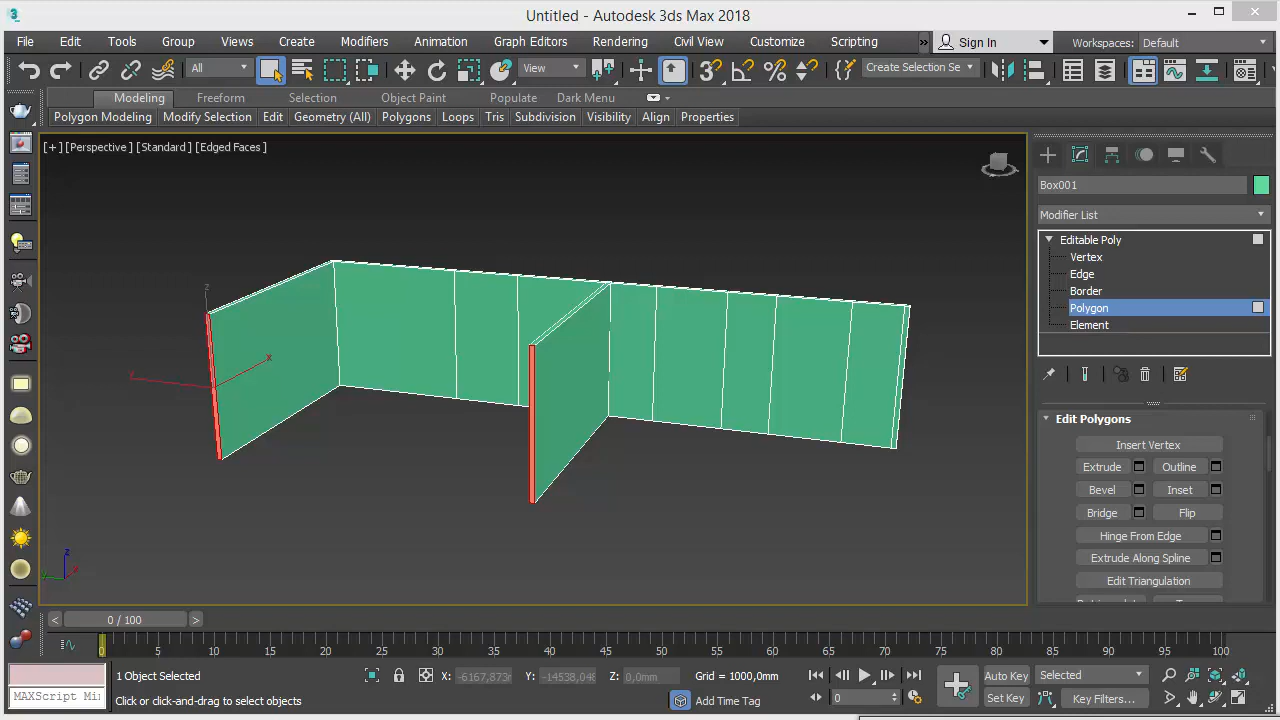 Untitled - Autodesk 3ds Max 2018
File Edit Tools Group Views Create Modifiers Animation Graph Editors Rendering Civil View Customize Scripting » Sign In Workspaces: Default
All View Create Selection Se
Modeling Freeform Selection Object Paint Populate Dark Menu
Polygon Modeling Modify Selection Edit Geometry (All) Polygons Loops Tris Subdivision Visibility Align Properties
[+] [Perspective] [Standard] [Edged Faces]
Box001
Modifier List
Editable Poly
Vertex
Edge
Border
Polygon
Element
z
x
Edit Polygons
Insert Vertex
Extrude Outline
Bevel Inset
Bridge Flip
Hinge From Edge
Extrude Along Spline
Edit Triangulation
z
x
y
< 0 / 100 >
0 5 10 15 20 25 30 35 40 45 50 55 60 65 70 75 80 85 90 95 100
1 Object Selected X: -6167,873m Y: -14538,048 Z: 0,0mm Grid = 1000,0mm Auto Key Selected
MAXScript Mi Click or click-and-drag to select objects Add Time Tag 0 Set Key Key Filters...